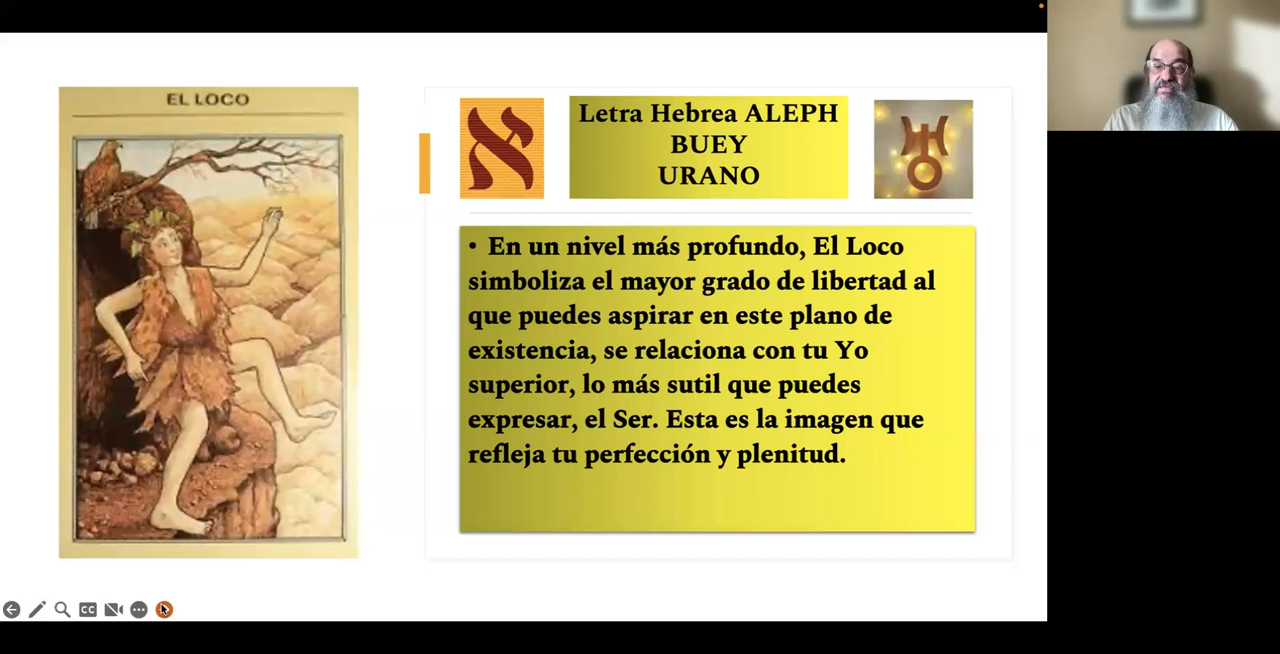 EL LOCO
א
Letra Hebrea ALEPH
BUEY
URANO
• En un nivel más profundo, El Loco
simboliza el mayor grado de libertad al
que puedes aspirar en este plano de
existencia, se relaciona con tu Yo
superior, lo más sutil que puedes
expresar, el Ser. Esta es la imagen que
refleja tu perfección y plenitud.
CC